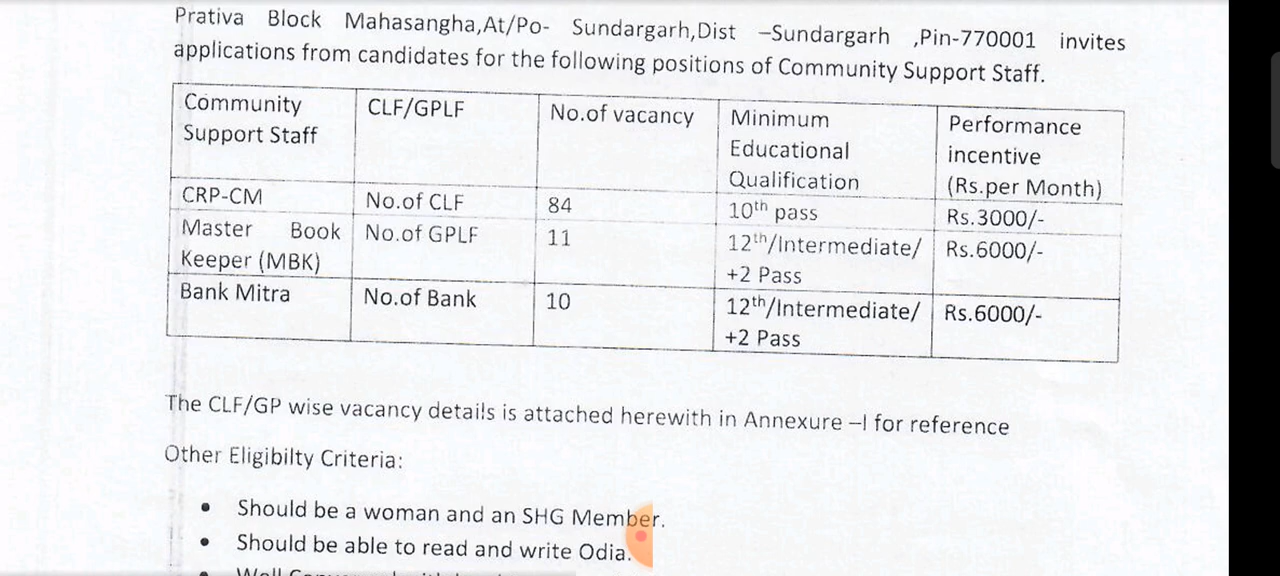 Prativa Block Mahasangha,At/Po- Sundargarh,Dist –Sundargarh ,Pin-770001 invites
applications from candidates for the following positions of Community Support Staff.
Community Support Staff CLF/GPLF No.of vacancy Minimum Educational Qualification Performance incentive (Rs.per Month)
CRP-CM No.of CLF 84 10th pass Rs.3000/-
Master Book Keeper (MBK) No.of GPLF 11 12th/Intermediate/ +2 Pass Rs.6000/-
Bank Mitra No.of Bank 10 12th/Intermediate/ +2 Pass Rs.6000/-
The CLF/GP wise vacancy details is attached herewith in Annexure –I for reference
Other Eligibilty Criteria:
• Should be a woman and an SHG Member.
• Should be able to read and write Odia.